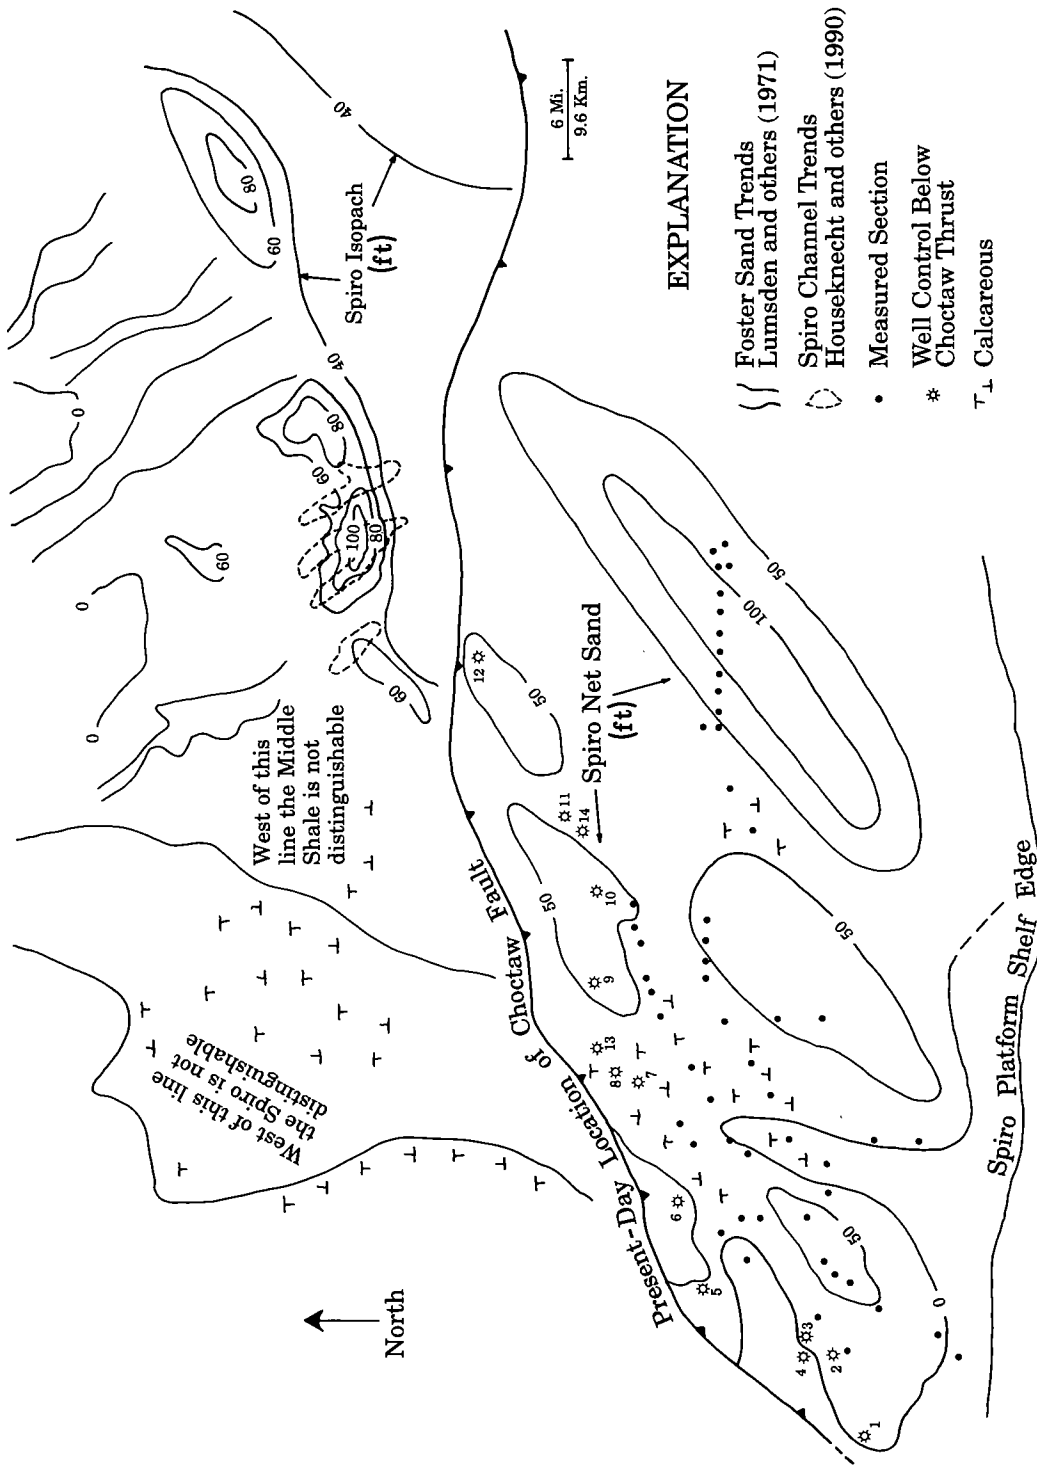 West of this line
the Spiro is not
distinguishable
West of this
line the Middle
Shale is not
distinguishable
North
Present-Day Location of Choctaw Fault
Spiro Isopach
(ft)
Spiro Net Sand
(ft)
Spiro Platform Shelf Edge
6 Mi.
9.6 Km.
EXPLANATION
Foster Sand Trends
Lumsden and others (1971)
Spiro Channel Trends
Houseknecht and others (1990)
Measured Section
Well Control Below
Choctaw Thrust
Calcareous
0
0
0
60
60
60
100
80
80
60
80
40
40
50
50
50
50
100
50
0
1
2
3
4
5
6
7
8
9
10
11
12
13
14